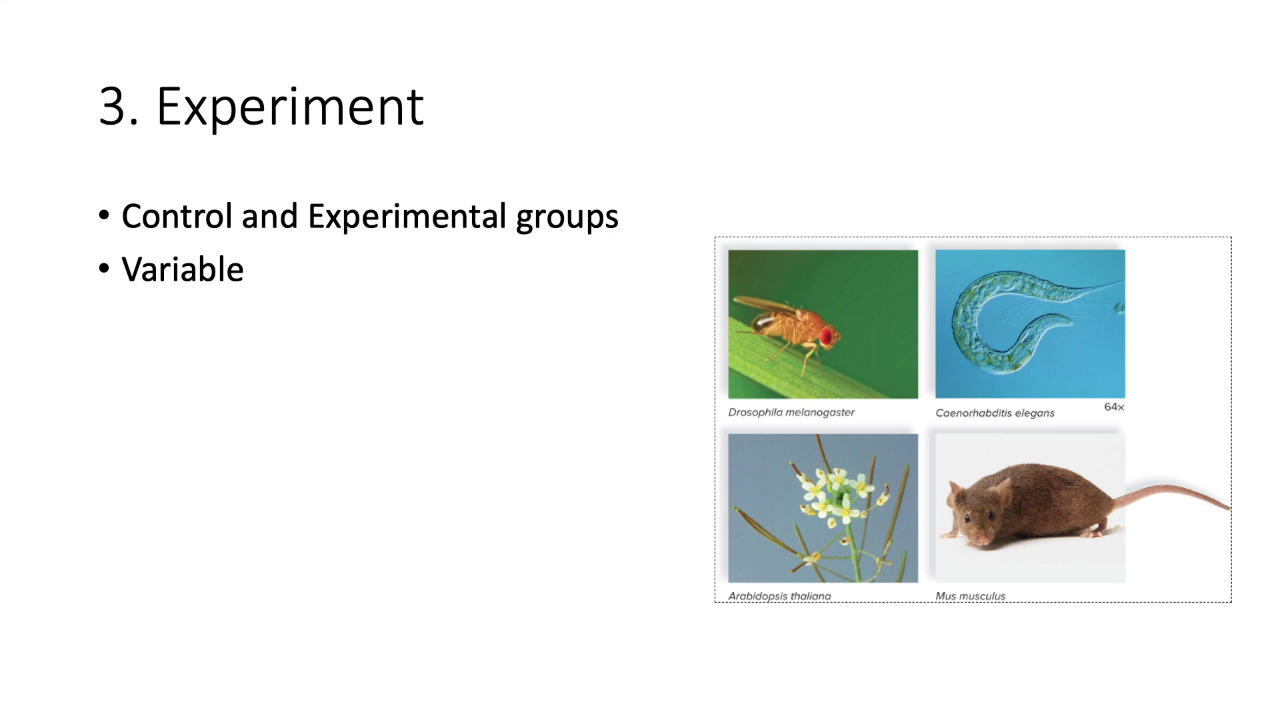 3. Experiment
• Control and Experimental groups
• Variable
Drosophila melanogaster
Caenorhabditis elegans
64×
Arabidopsis thaliana
Mus musculus